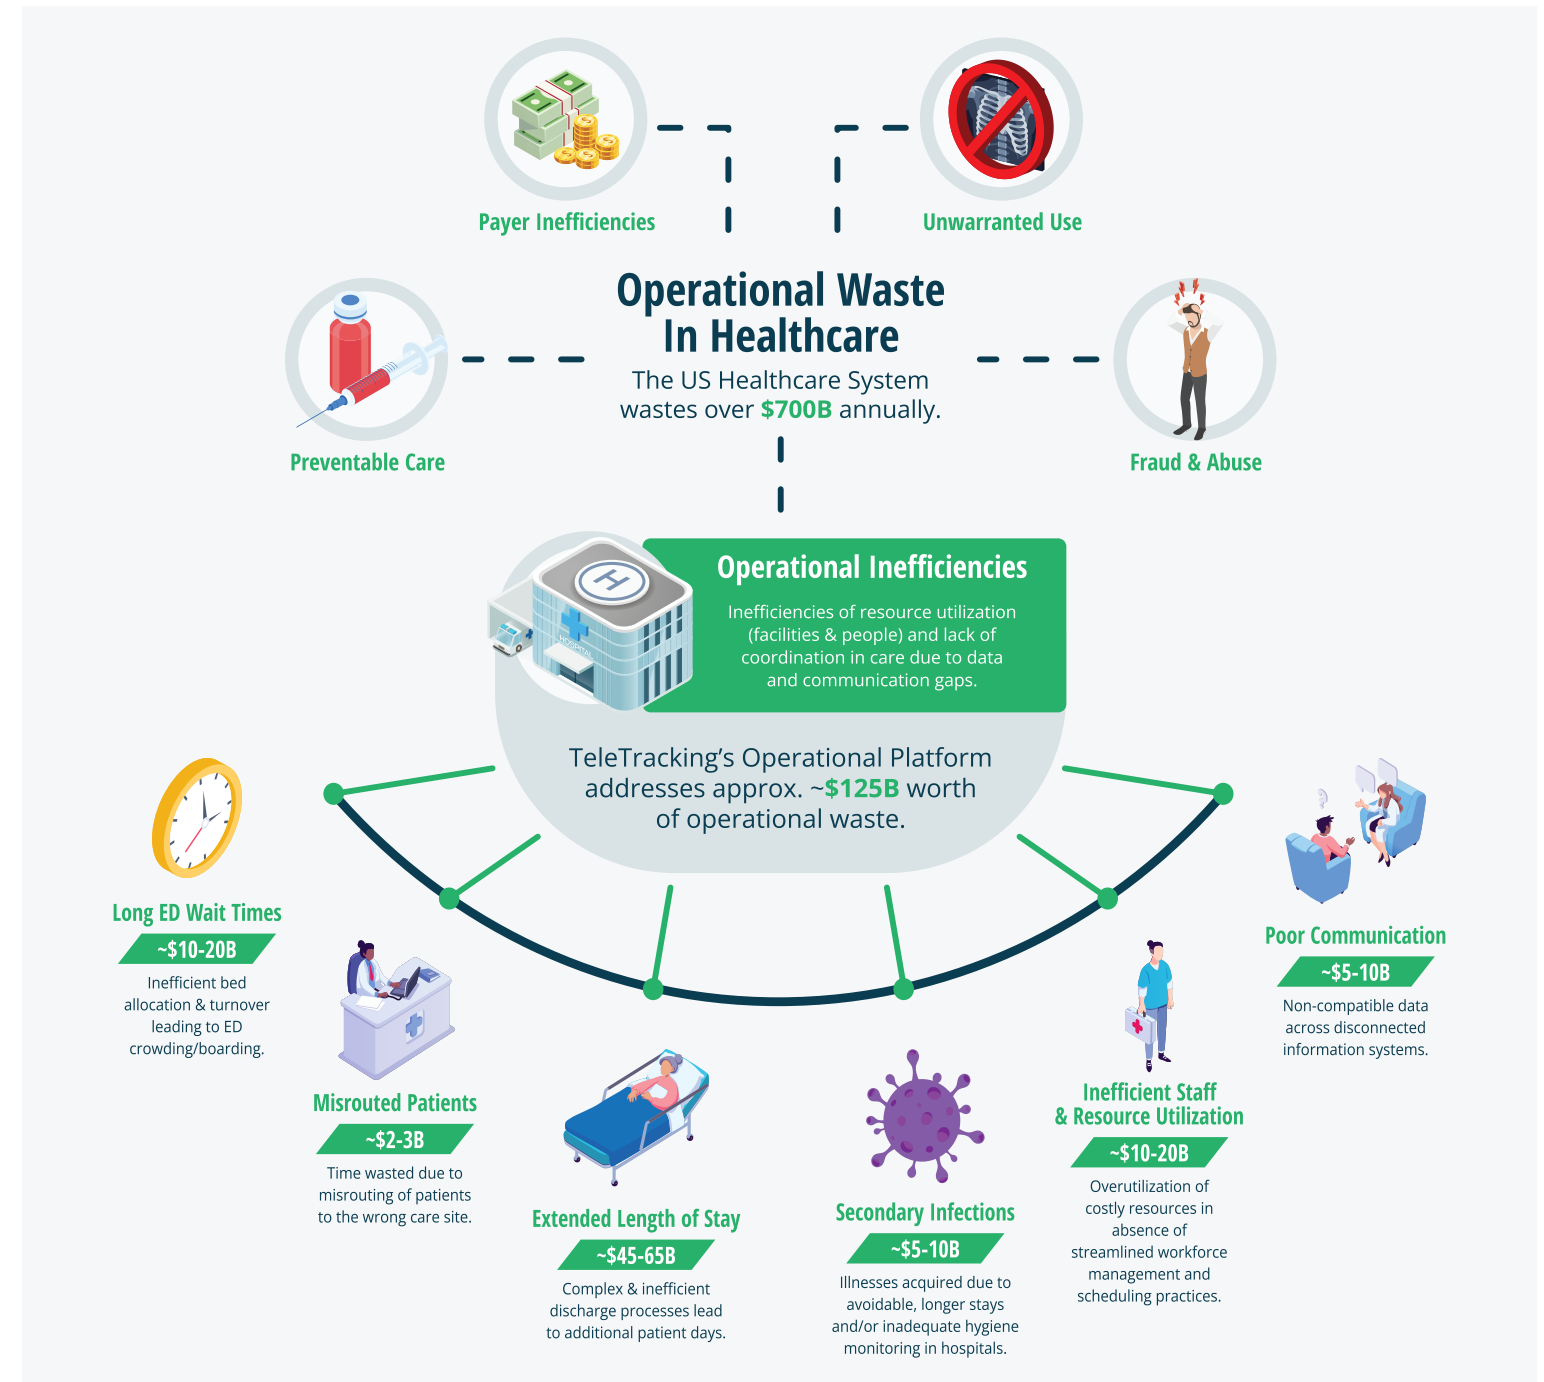 Payer Inefficiencies
Unwarranted Use
Operational Waste
In Healthcare
The US Healthcare System
wastes over $700B annually.
Preventable Care
Fraud & Abuse
HOSPITAL
Operational Inefficiencies
Inefficiencies of resource utilization
(facilities & people) and lack of
coordination in care due to data
and communication gaps.
TeleTracking’s Operational Platform
addresses approx. ~$125B worth
of operational waste.
Long ED Wait Times
~$10-20B
Inefficient bed
allocation & turnover
leading to ED
crowding/boarding.
Misrouted Patients
~$2-3B
Time wasted due to
misrouting of patients
to the wrong care site.
Extended Length of Stay
~$45-65B
Complex & inefficient
discharge processes lead
to additional patient days.
Secondary Infections
~$5-10B
Illnesses acquired due to
avoidable, longer stays
and/or inadequate hygiene
monitoring in hospitals.
Inefficient Staff
& Resource Utilization
~$10-20B
Overutilization of
costly resources in
absence of
streamlined workforce
management and
scheduling practices.
Poor Communication
~$5-10B
Non-compatible data
across disconnected
information systems.